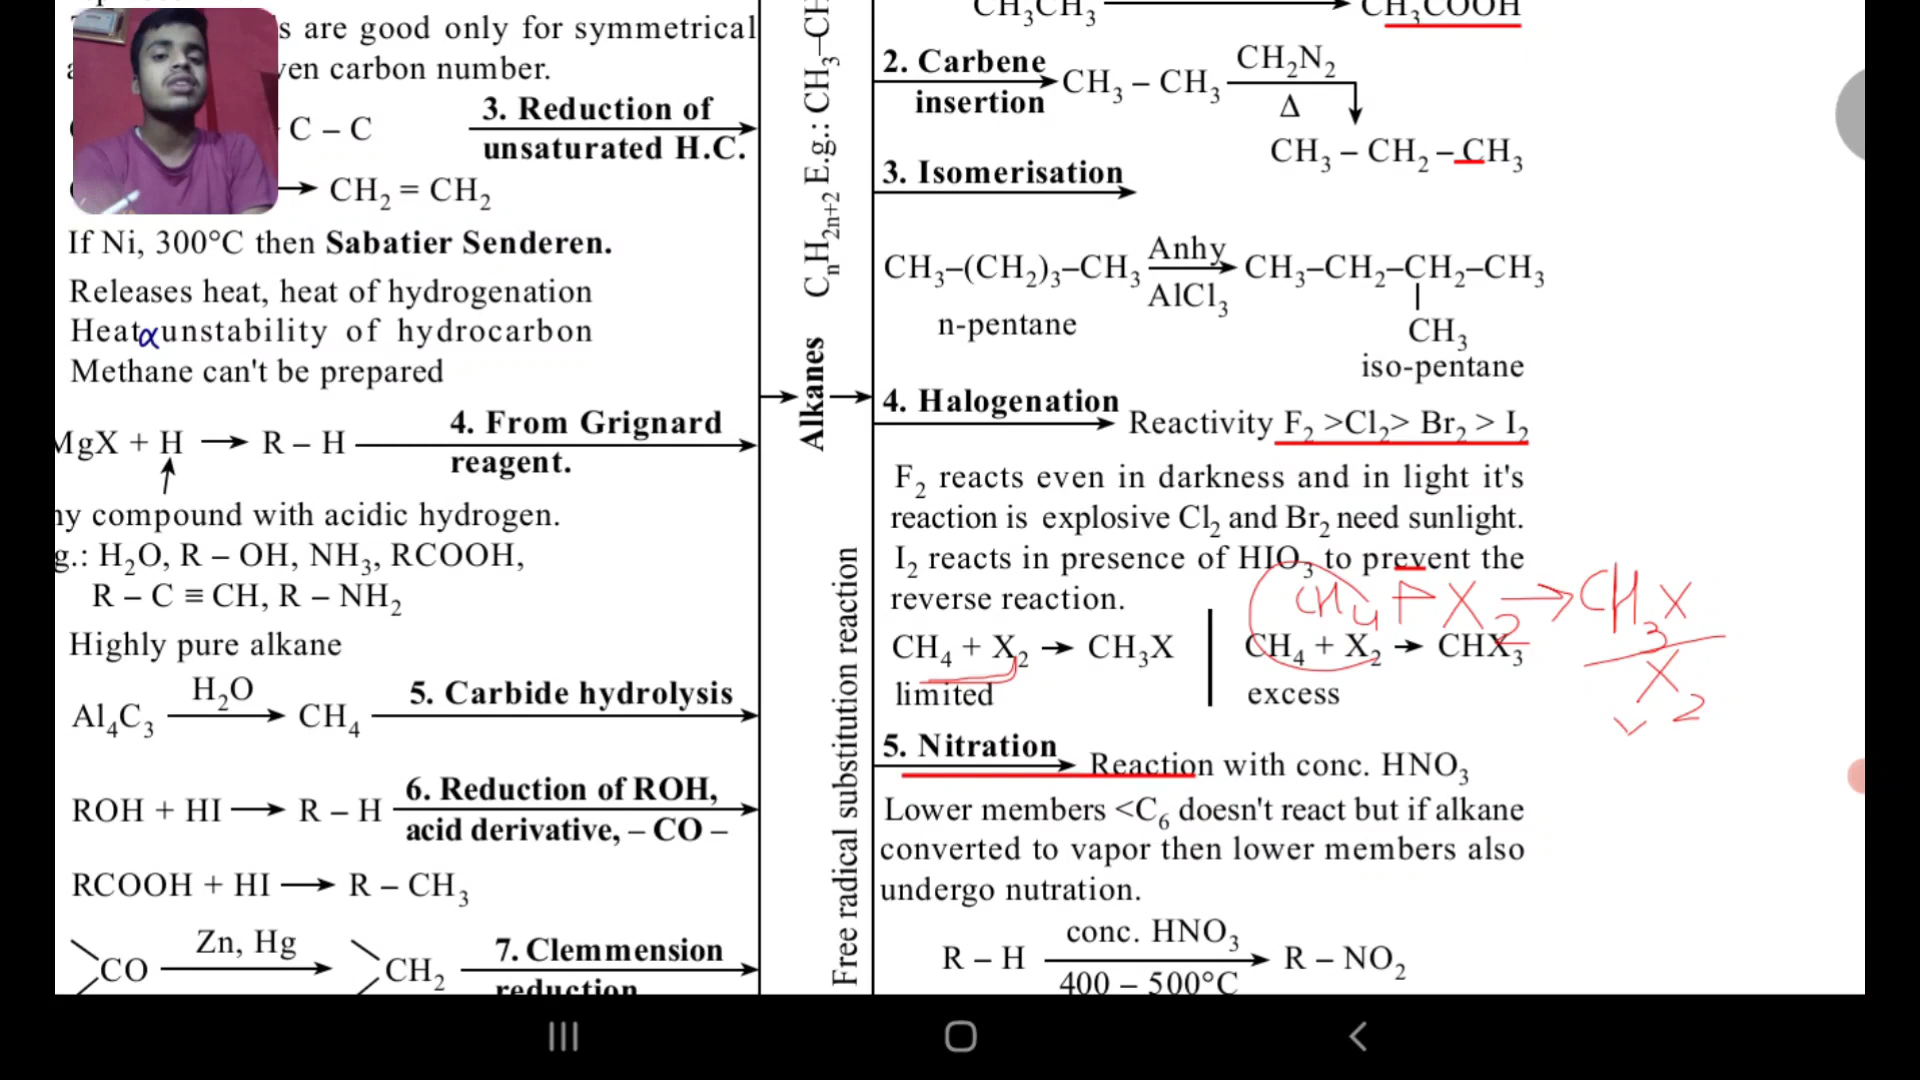 s are good only for symmetrical
ven carbon number.
C – C
3. Reduction of
unsaturated H.C.
→ CH₂ = CH₂
If Ni, 300°C then Sabatier Senderen.
Releases heat, heat of hydrogenation
Heat α unstability of hydrocarbon
Methane can't be prepared
MgX + H → R – H
4. From Grignard
reagent.
ny compound with acidic hydrogen.
g.: H₂O, R – OH, NH₃, RCOOH,
R – C ≡ CH, R – NH₂
Highly pure alkane
Al₄C₃ H₂O → CH₄
5. Carbide hydrolysis
ROH + HI → R – H
6. Reduction of ROH,
acid derivative, – CO –
RCOOH + HI → R – CH₃
CO Zn, Hg → CH₂
7. Clemmension
reduction
Alkanes CₙH₂ₙ₊₂ E.g.: CH₃–CH
Free radical substitution reaction
CH₃CH₃ → CH₃COOH
2. Carbene
insertion
CH₃ – CH₃ CH₂N₂
Δ
CH₃ – CH₂ – CH₃
3. Isomerisation
CH₃–(CH₂)₃–CH₃ Anhy → CH₃–CH₂–CH₂–CH₃
AlCl₃
n-pentane
CH₃
iso-pentane
4. Halogenation
Reactivity F₂ >Cl₂> Br₂ > I₂
F₂ reacts even in darkness and in light it's
reaction is explosive Cl₂ and Br₂ need sunlight.
I₂ reacts in presence of HIO₃ to prevent the
reverse reaction.
CH₄ + X₂ → CH₃X
X₂
CH₄ + X₂ → CH₃X
limited
CH₄ + X₂ → CHX₃
excess
5. Nitration
Reaction with conc. HNO₃
Lower members <C₆ doesn't react but if alkane
converted to vapor then lower members also
undergo nutration.
R – H conc. HNO₃ → R – NO₂
400 – 500°C